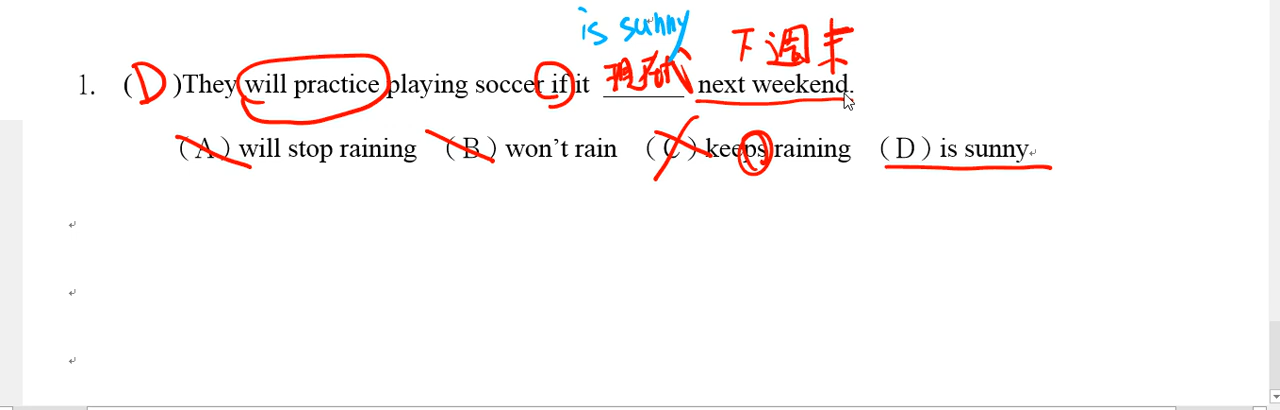 is sunny
下週末
1. (D)They will practice playing soccer if it 現在式 next weekend.
(A) will stop raining (B) won't rain (C) keeps raining (D) is sunny